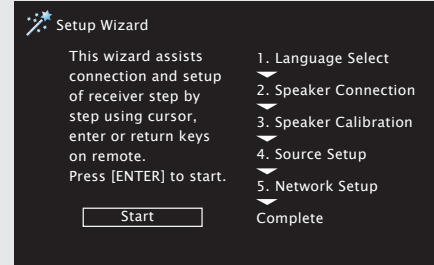 Setup Wizard
This wizard assists
connection and setup
of receiver step by
step using cursor,
enter or return keys
on remote.
Press [ENTER] to start.
Start
1. Language Select
2. Speaker Connection
3. Speaker Calibration
4. Source Setup
5. Network Setup
Complete